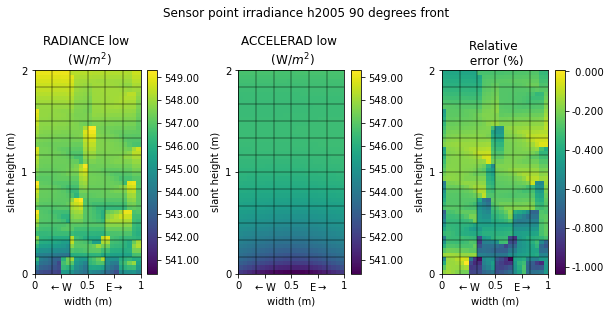 Sensor point irradiance h2005 90 degrees front
RADIANCE low
(W/m²)
ACCELERAD low
(W/m²)
Relative
error (%)
2
1
0
slant height (m)
0
←W
0.5
E→
1
width (m)
549.00
548.00
547.00
546.00
545.00
544.00
543.00
542.00
541.00
2
1
0
slant height (m)
0
←W
0.5
E→
1
width (m)
549.00
548.00
547.00
546.00
545.00
544.00
543.00
542.00
541.00
2
1
0
slant height (m)
0
←W
0.5
E→
1
width (m)
0.000
-0.200
-0.400
-0.600
-0.800
-1.000